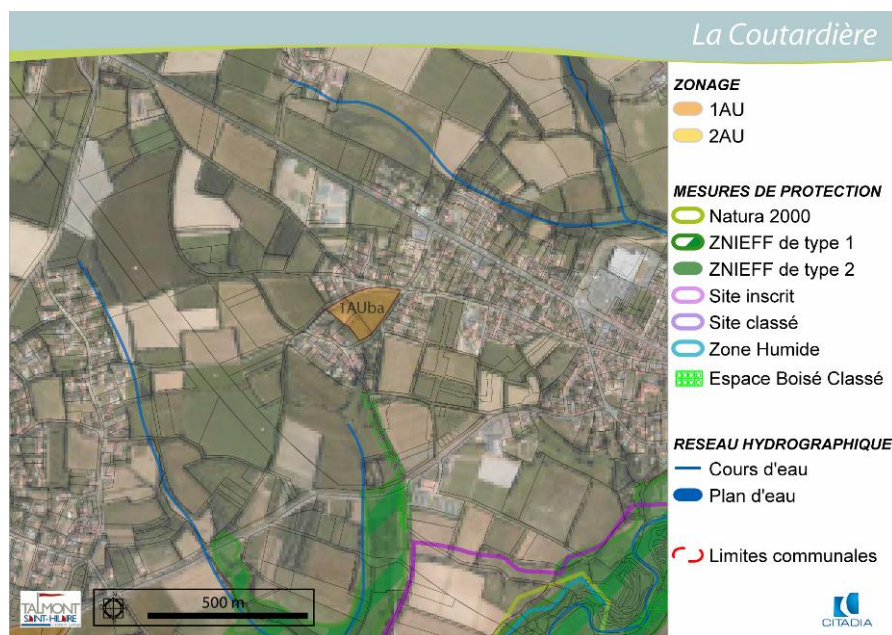 La Coutardière
ZONAGE
1AU
2AU
MESURES DE PROTECTION
Natura 2000
ZNIEFF de type 1
ZNIEFF de type 2
Site inscrit
Site classé
Zone Humide
Espace Boisé Classé
RESEAU HYDROGRAPHIQUE
Cours d'eau
Plan d'eau
Limites communales
1AUba
500 m
TALMONT
SAINT-HILAIRE
CITADIA